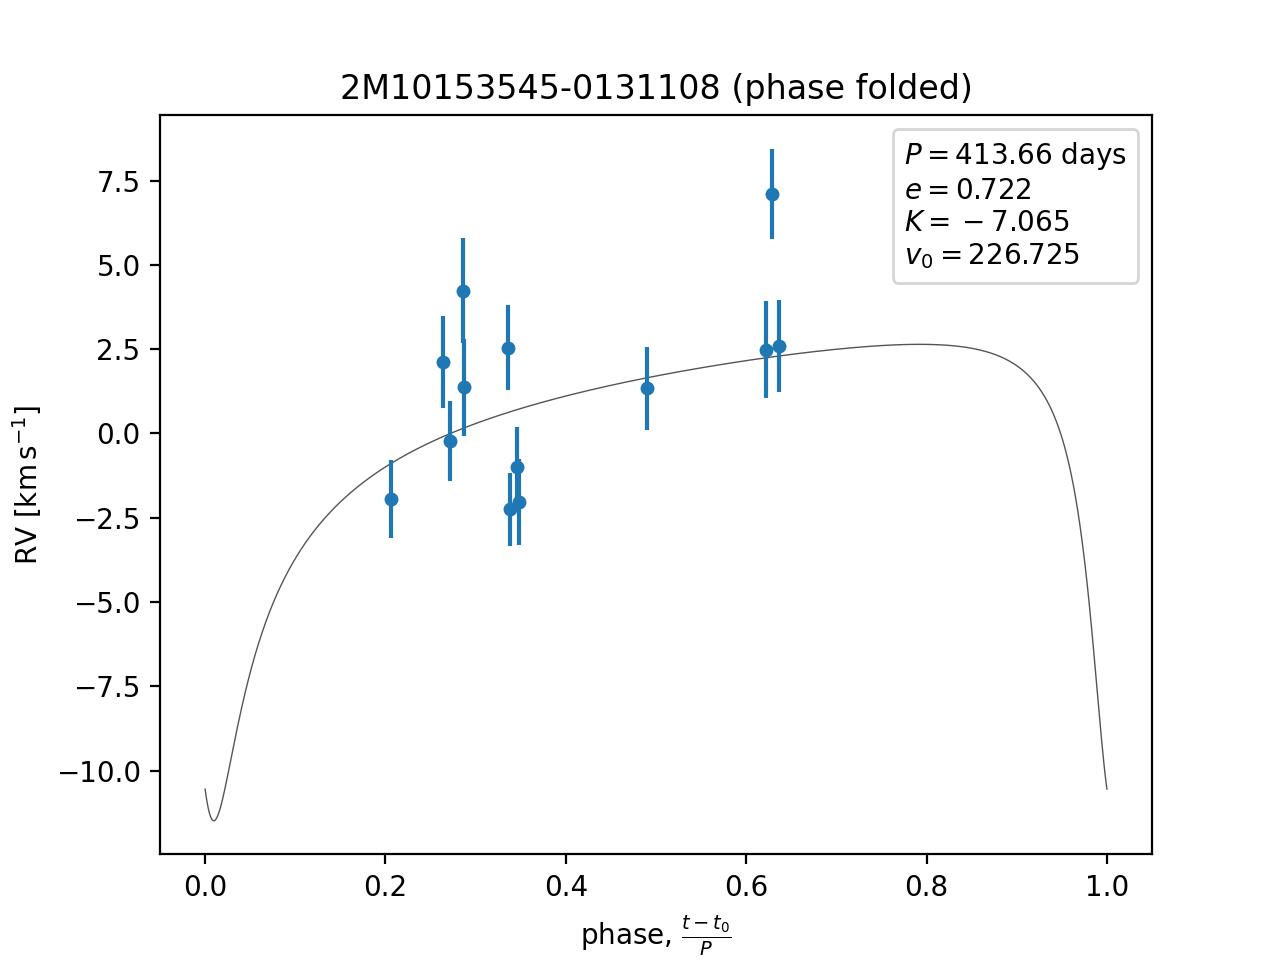 2M10153545-0131108 (phase folded)
P = 413.66 days
e = 0.722
K = −7.065
v₀ = 226.725
7.5
5.0
2.5
0.0
−2.5
−5.0
−7.5
−10.0
RV [km s⁻¹]
0.0 0.2 0.4 0.6 0.8 1.0
phase, (t − t₀)/P